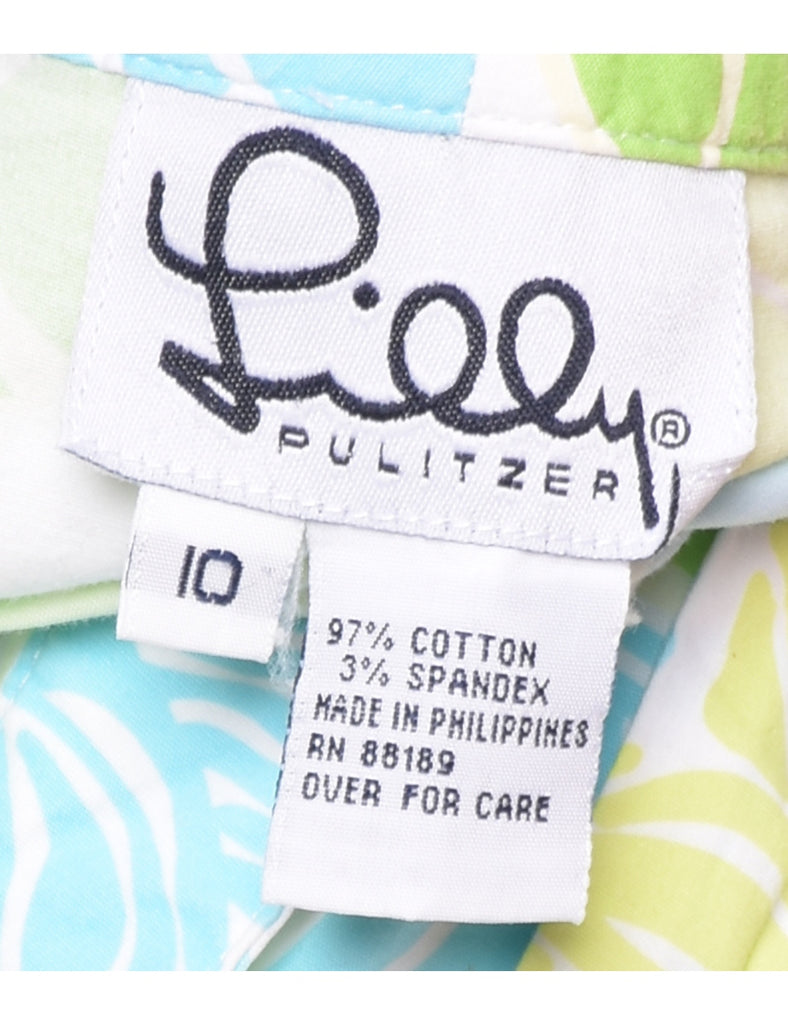 Lilly®
PULITZER
10
97% COTTON
3% SPANDEX
MADE IN PHILIPPINES
RN 88189
OVER FOR CARE